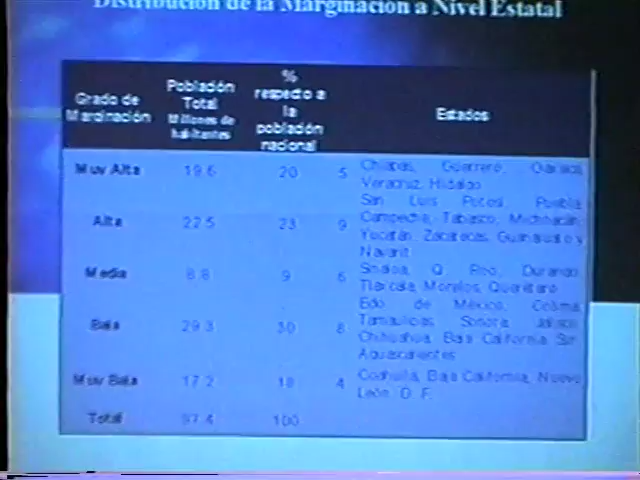 Distribución de la Marginación a Nivel Estatal
Grado de Marginación
Población Total Millones de habitantes
% respecto a la población nacional
Estados
Muy Alta 19.6 20 5 Chiapas, Guerrero, Oaxaca,
Veracruz, Hidalgo
Alta 22.5 23 9 San Luis Potosí, Puebla,
Campeche, Tabasco, Michoacán,
Yucatán, Zacatecas, Guanajuato y
Nayarit
Media 8.8 9 6 Sinaloa, Q. Roo, Durango,
Tlaxcala, Morelos, Querétaro
Baja 29.3 30 8 Edo. de México, Colima,
Tamaulipas, Sonora, Jalisco,
Chihuahua, Baja California Sur,
Aguascalientes
Muy Baja 17.2 18 4 Coahuila, Baja California, Nuevo
León, D. F.
Total 97.4 100